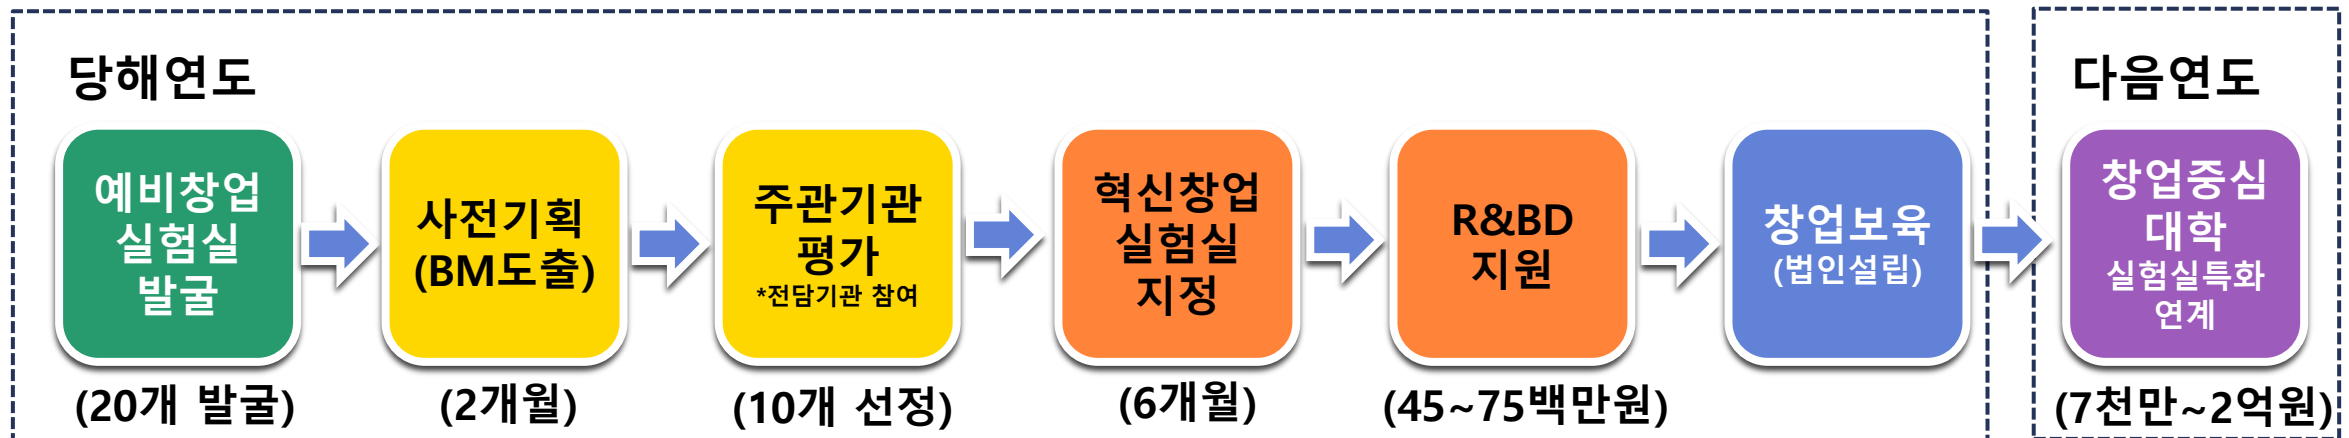 당해연도
다음연도
예비창업
실험실
발굴
사전기획
(BM도출)
주관기관
평가
*전담기관 참여
혁신창업
실험실
지정
R&BD
지원
창업보육
(법인설립)
창업중심
대학
실험실특화
연계
(20개 발굴)
(2개월)
(10개 선정)
(6개월)
(45~75백만원)
(7천만~2억원)